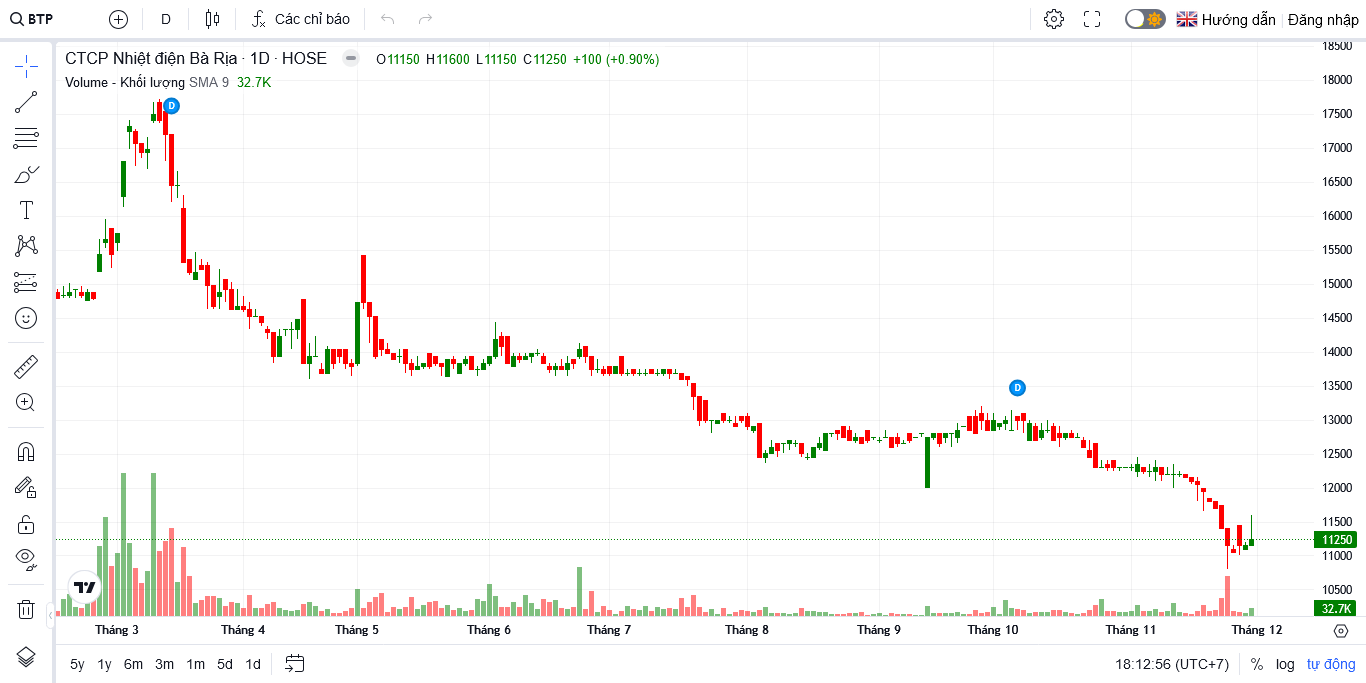 BTP D Các chỉ báo Hướng dẫn Đăng nhập
CTCP Nhiệt điện Bà Rịa · 1D · HOSE O11150 H11600 L11150 C11250 +100 (+0.90%)
Volume - Khối lượng SMA 9 32.7K
D
D
18500
18000
17500
17000
16500
16000
15500
15000
14500
14000
13500
13000
12500
12000
11500
11250
11000
10500
32.7K
Tháng 3 Tháng 4 Tháng 5 Tháng 6 Tháng 7 Tháng 8 Tháng 9 Tháng 10 Tháng 11 Tháng 12
5y 1y 6m 3m 1m 5d 1d 18:12:56 (UTC+7) % log tự động